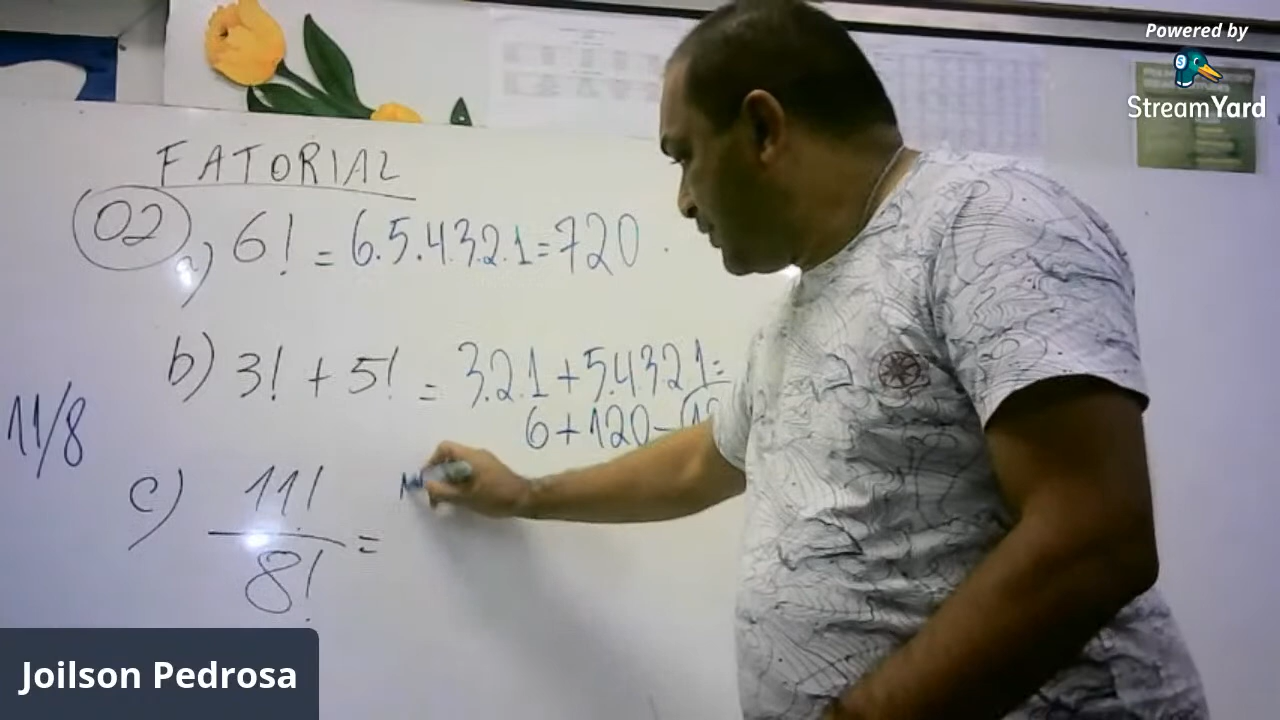 Powered by
StreamYard
FATORIAL
02
a) 6! = 6.5.4.3.2.1=720
b) 3! + 5! = 3.2.1+5.4.3.2.1=
6+120=
11/8
c) 11!
8! =
Joilson Pedrosa